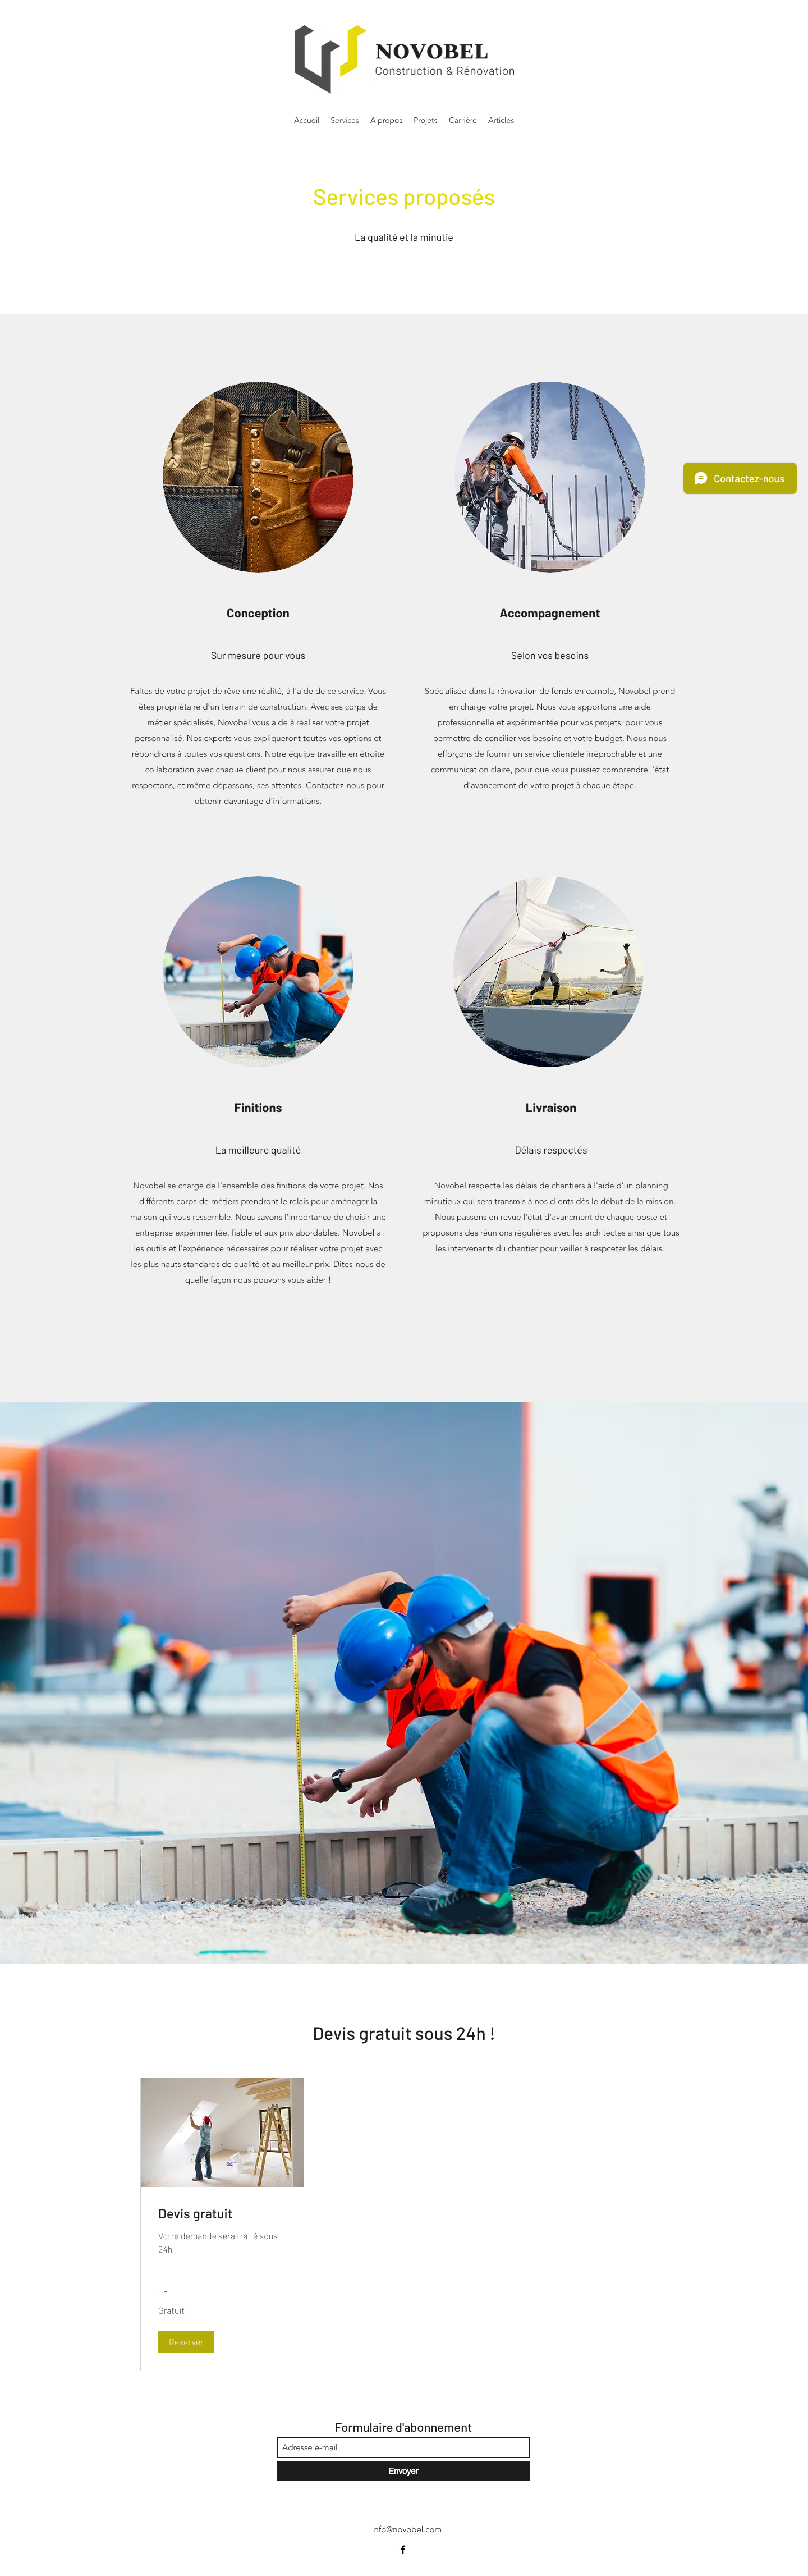 NOVOBEL
Construction & Rénovation
Accueil Services À propos Projets Carrière Articles
Services proposés
La qualité et la minutie
Contactez-nous
Conception
Sur mesure pour vous
Faites de votre projet de rêve une réalité, à l'aide de ce service. Vous
êtes propriétaire d'un terrain de construction. Avec ses corps de
métier spécialisés, Novobel vous aide à réaliser votre projet
personnalisé. Nos experts vous expliqueront toutes vos options et
répondrons à toutes vos questions. Notre équipe travaille en étroite
collaboration avec chaque client pour nous assurer que nous
respectons, et même dépassons, ses attentes. Contactez-nous pour
obtenir davantage d'informations.
Accompagnement
Selon vos besoins
Spécialisée dans la rénovation de fonds en comble, Novobel prend
en charge votre projet. Nous vous apportons une aide
professionnelle et expérimentée pour vos projets, pour vous
permettre de concilier vos besoins et votre budget. Nous nous
efforçons de fournir un service clientèle irréprochable et une
communication claire, pour que vous puissiez comprendre l'état
d'avancement de votre projet à chaque étape.
Finitions
La meilleure qualité
Novobel se charge de l'ensemble des finitions de votre projet. Nos
différents corps de métiers prendront le relais pour aménager la
maison qui vous ressemble. Nous savons l'importance de choisir une
entreprise expérimentée, fiable et aux prix abordables. Novobel a
les outils et l'expérience nécessaires pour réaliser votre projet avec
les plus hauts standards de qualité et au meilleur prix. Dites-nous de
quelle façon nous pouvons vous aider !
Livraison
Délais respectés
Novobel respecte les délais de chantiers à l'aide d'un planning
minutieux qui sera transmis à nos clients dès le début de la mission.
Nous passons en revue l'état d'avancment de chaque poste et
proposons des réunions régulières avec les architectes ainsi que tous
les intervenants du chantier pour veiller à respceter les délais.
Devis gratuit sous 24h !
Devis gratuit
Votre demande sera traité sous
24h
1 h
Gratuit
Réserver
Formulaire d'abonnement
Adresse e-mail
Envoyer
info@novobel.com